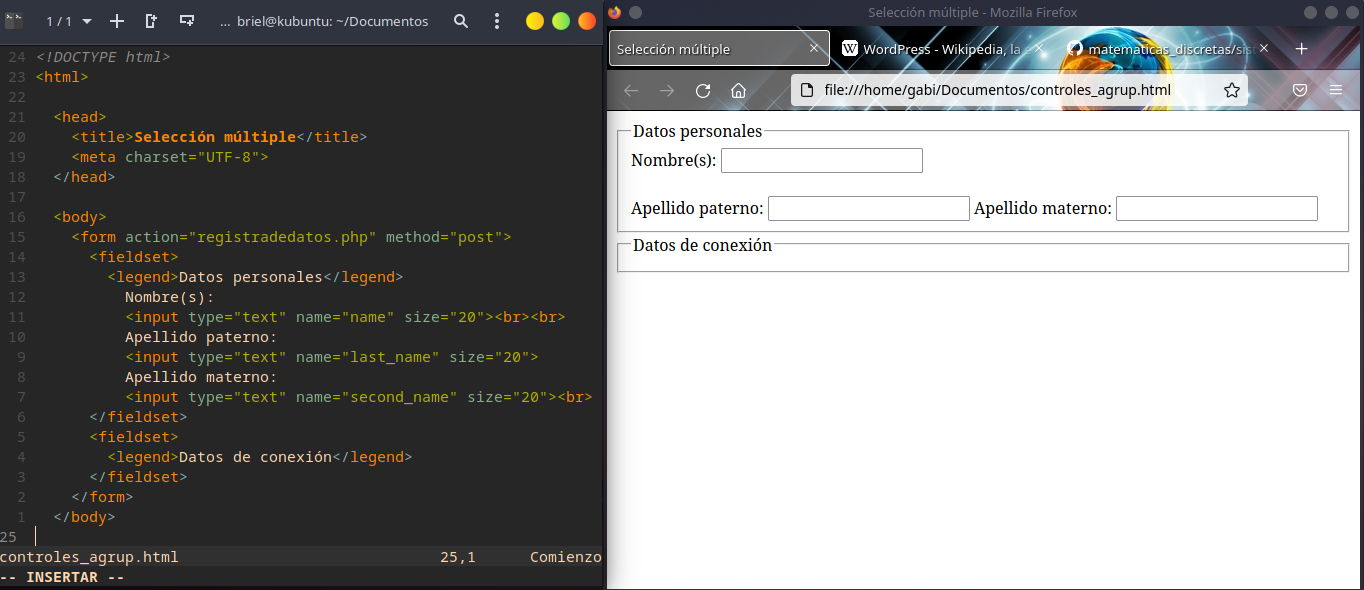 1 / 1
... briel@kubuntu: ~/Documentos
24 <!DOCTYPE html>
23 <html>
22
21 <head>
20 <title>Selección múltiple</title>
19 <meta charset="UTF-8">
18 </head>
17
16 <body>
15 <form action="registradedatos.php" method="post">
14 <fieldset>
13 <legend>Datos personales</legend>
12 Nombre(s):
11 <input type="text" name="name" size="20"><br><br>
10 Apellido paterno:
9 <input type="text" name="last_name" size="20">
8 Apellido materno:
7 <input type="text" name="second_name" size="20"><br>
6 </fieldset>
5 <fieldset>
4 <legend>Datos de conexión</legend>
3 </fieldset>
2 </form>
1 </body>
25
controles_agrup.html 25,1 Comienzo
-- INSERTAR --
Selección múltiple - Mozilla Firefox
Selección múltiple
W WordPress - Wikipedia, la
matematicas_discretas/sis
file:///home/gabi/Documentos/controles_agrup.html
Datos personales
Nombre(s):
Apellido paterno: Apellido materno:
Datos de conexión